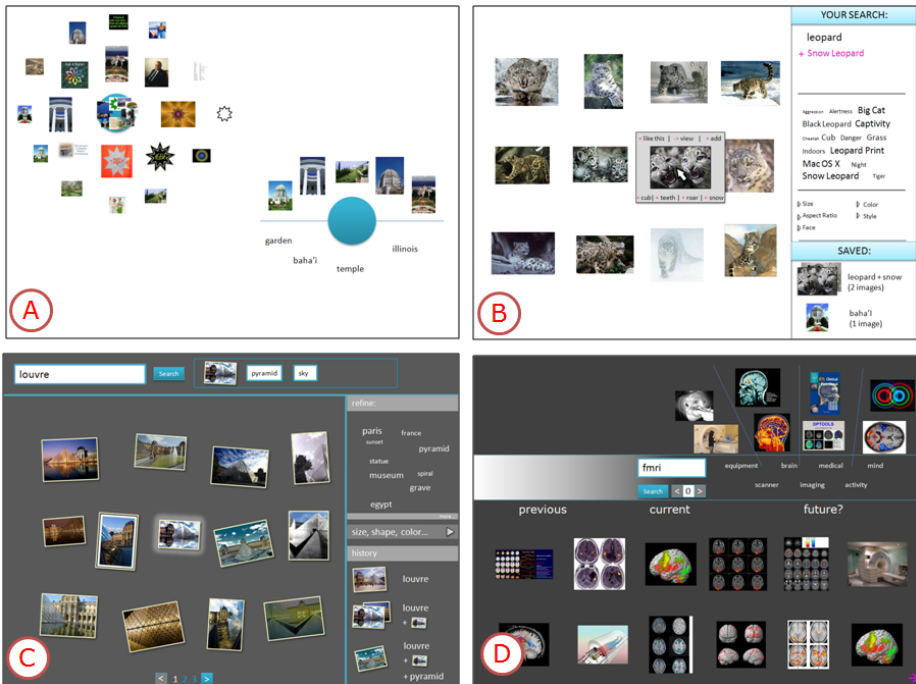 garden
baha'i
temple
illinois
A
YOUR SEARCH:
leopard
+ Snow Leopard
+ like this | -> view | + add
+ cub| + teeth | + roar | + snow
Aggression Alertness Big Cat
Black Leopard Captivity
Cheetah Cub Danger Grass
Indoors Leopard Print
Mac OS X Night
Snow Leopard Tiger
Size
Color
Aspect Ratio
Style
Face
SAVED:
leopard + snow
(2 images)
baha'I
(1 image)
B
louvre
Search
pyramid
sky
refine:
paris france
sunset
pyramid
statue
museum spiral
grave
egypt
size, shape, color...
history
louvre
louvre
+
louvre
+
+ pyramid
< 1 2 3 >
C
fmri
Search
< 0 >
equipment brain medical mind
scanner imaging activity
previous current future?
DPTOOLS
D